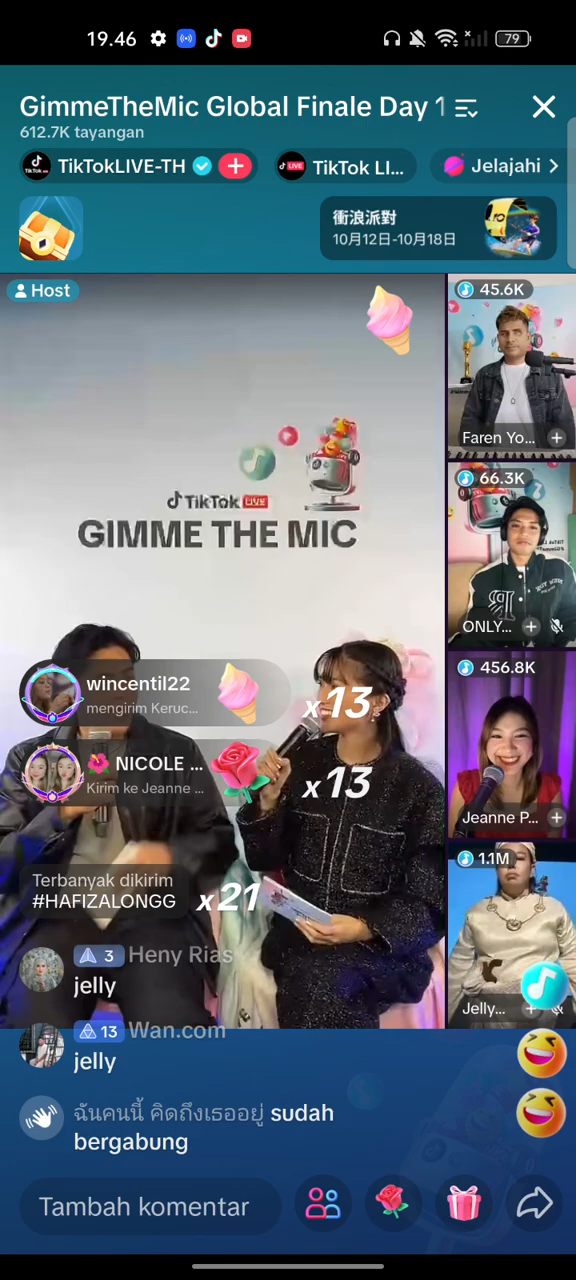 19.46
79
GimmeTheMic Global Finale Day 1
612.7K tayangan
TikTokLIVE-TH
LIVE
TikTok LI...
Jelajahi
衝浪派對
10月12日-10月18日
Host
45.6K
Faren Yo...
66.3K
ONLY...
456.8K
Jeanne P...
1.1M
Jelly...
TikTok LIVE
GIMME THE MIC
wincentil22
mengirim Keruc...
x13
NICOLE ...
Kirim ke Jeanne ...
x13
Terbanyak dikirim
#HAFIZALONGG
x21
3 Heny Rias
jelly
13 Wan.com
jelly
ฉันคนนี้ คิดถึงเธออยู่ sudah
bergabung
Tambah komentar